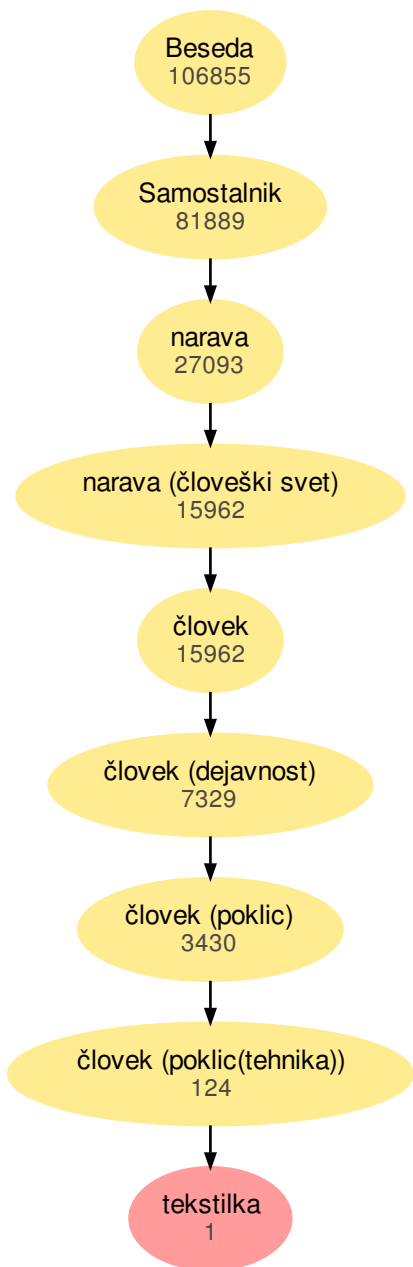 Beseda
106855
Samostalnik
81889
narava
27093
narava (človeški svet)
15962
človek
15962
človek (dejavnost)
7329
človek (poklic)
3430
človek (poklic(tehnika))
124
tekstilka
1